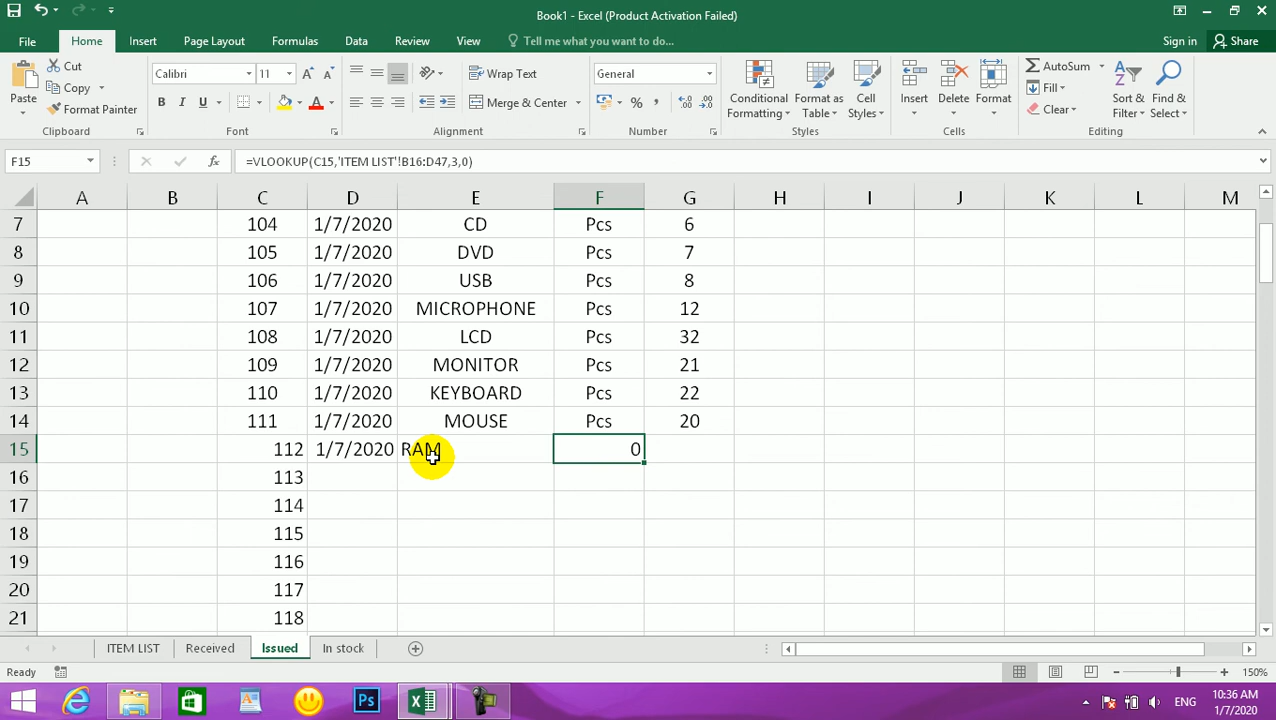 Book1 - Excel (Product Activation Failed)
File Home Insert Page Layout Formulas Data Review View Tell me what you want to do... Sign in Share
Paste Cut Copy Format Painter Clipboard
Calibri 11 B I U A A A Font
Wrap Text Merge & Center Alignment
General % , Number
Conditional Formatting Format as Table Cell Styles Styles
Insert Delete Format Cells
AutoSum Fill Clear Sort & Filter Find & Select Editing
F15 fx =VLOOKUP(C15,'ITEM LIST'!B16:D47,3,0)
A B C D E F G H I J K L M
7 104 1/7/2020 CD Pcs 6
8 105 1/7/2020 DVD Pcs 7
9 106 1/7/2020 USB Pcs 8
10 107 1/7/2020 MICROPHONE Pcs 12
11 108 1/7/2020 LCD Pcs 32
12 109 1/7/2020 MONITOR Pcs 21
13 110 1/7/2020 KEYBOARD Pcs 22
14 111 1/7/2020 MOUSE Pcs 20
15 112 1/7/2020 RAM 0
16 113
17 114
18 115
19 116
20 117
21 118
ITEM LIST Received Issued In stock
Ready 150%
Ps ENG 10:36 AM
1/7/2020